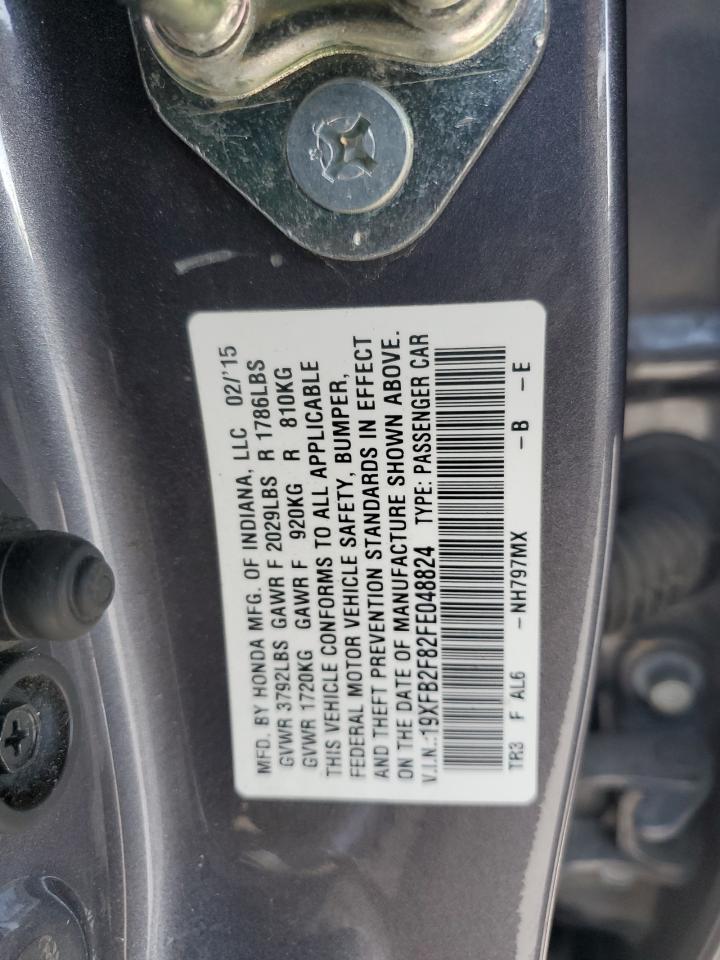 MFD. BY HONDA MFG. OF INDIANA, LLC 02/'15
GVWR 3792LBS GAWR F 2029LBS R 1786LBS
GVWR 1720KG GAWR F 920KG R 810KG
THIS VEHICLE CONFORMS TO ALL APPLICABLE
FEDERAL MOTOR VEHICLE SAFETY, BUMPER,
AND THEFT PREVENTION STANDARDS IN EFFECT
ON THE DATE OF MANUFACTURE SHOWN ABOVE.
V.I.N.:19XFB2F82FE048824 TYPE: PASSENGER CAR
TR3 F AL6 -NH797MX -B -E